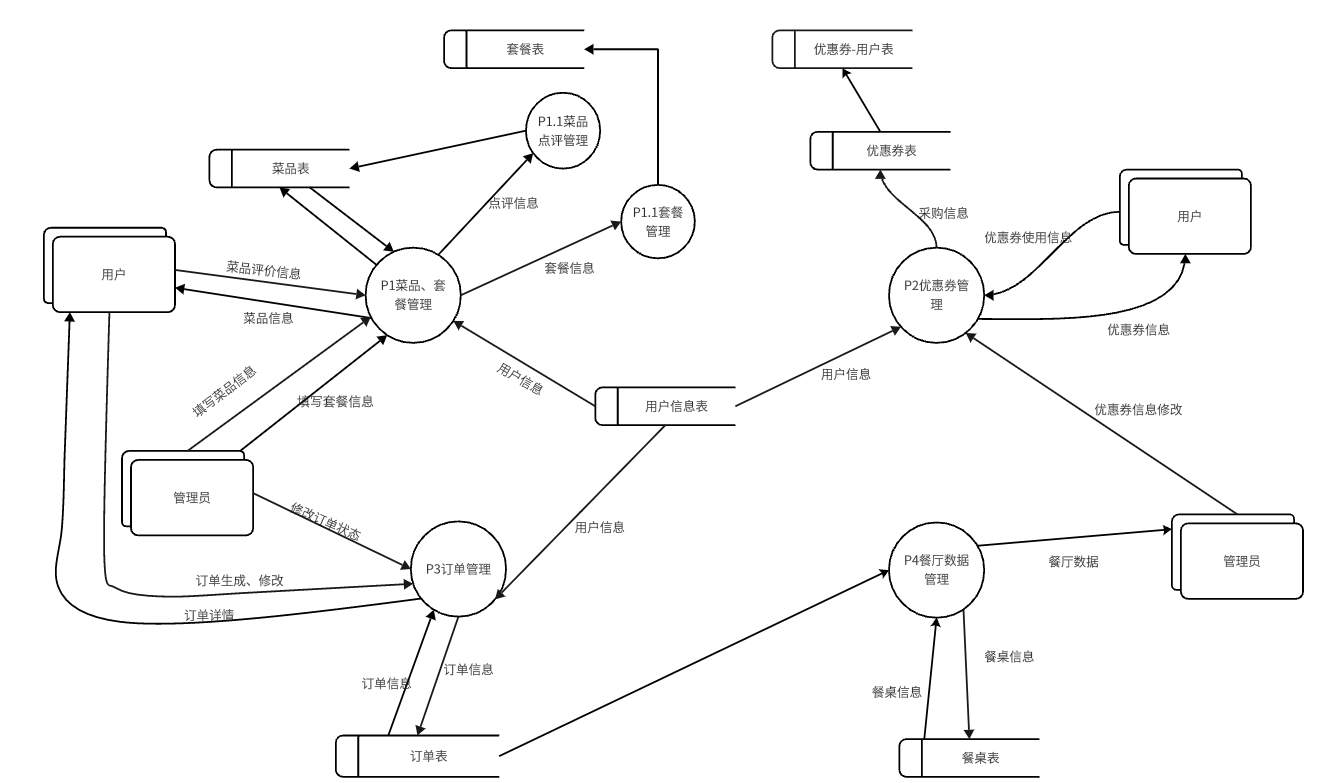 套餐表
优惠券-用户表
P1.1菜品
点评管理
优惠券表
菜品表
点评信息
P1.1套餐
管理
采购信息
用户
优惠券使用信息
用户
菜品评价信息
套餐信息
P1菜品、套
餐管理
P2优惠券管
理
菜品信息
优惠券信息
用户信息
用户信息
填写菜品信息
填写套餐信息
用户信息表
优惠券信息修改
管理员
修改订单状态
用户信息
P3订单管理
P4餐厅数据
管理
餐厅数据
管理员
订单生成、修改
订单详情
订单信息
订单信息
餐桌信息
餐桌信息
订单表
餐桌表